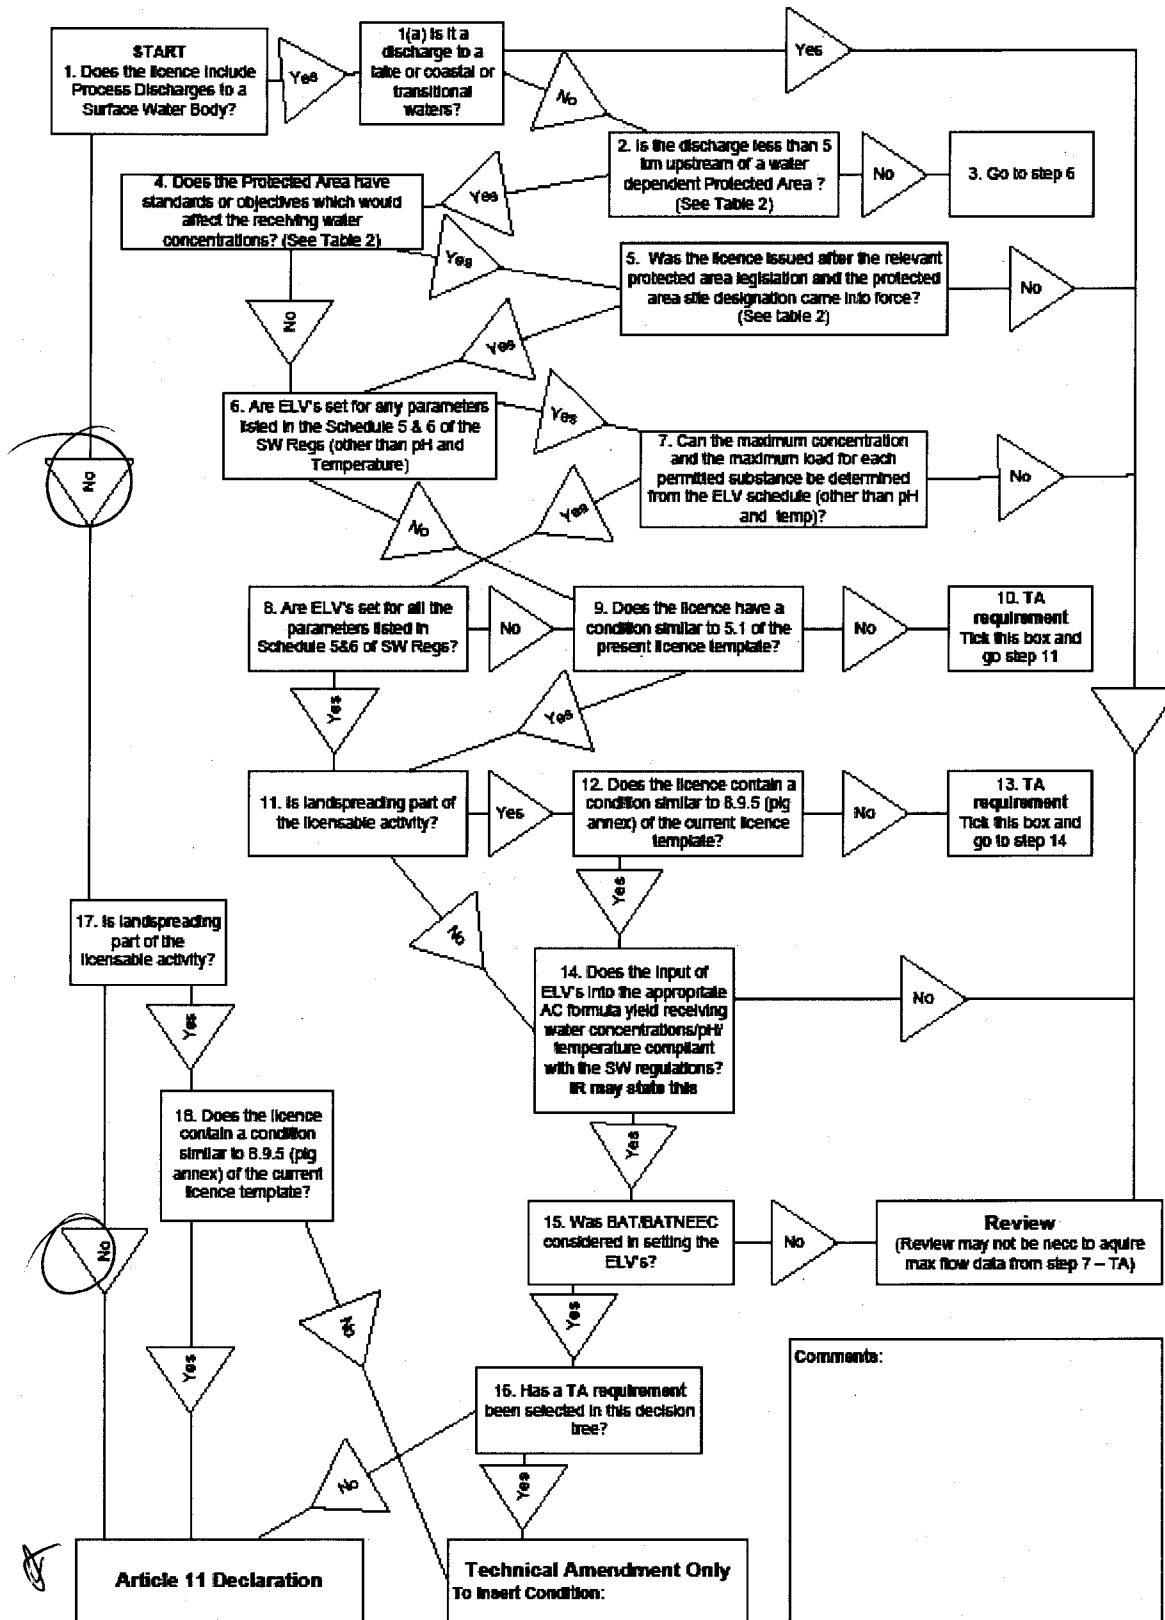 START
1. Does the licence include
Process Discharges to a
Surface Water Body?
Yes
1(a) Is it a
discharge to a
lake or coastal or
transitional
waters?
Yes
No
2. Is the discharge less than 5
km upstream of a water
dependent Protected Area ?
(See Table 2)
No
3. Go to step 6
Yes
4. Does the Protected Area have
standards or objectives which would
affect the receiving water
concentrations? (See Table 2)
Yes
5. Was the licence issued after the relevant
protected area legislation and the protected
area site designation came into force?
(See table 2)
No
No
Yes
6. Are ELV's set for any parameters
listed in the Schedule 5 & 6 of the
SW Regs (other than pH and
Temperature)
Yes
7. Can the maximum concentration
and the maximum load for each
permitted substance be determined
from the ELV schedule (other than pH
and temp)?
No
No
No
Yes
8. Are ELV's set for all the
parameters listed in
Schedule 5&6 of SW Regs?
No
9. Does the licence have a
condition similar to 5.1 of the
present licence template?
No
10. TA
requirement
Tick this box and
go step 11
Yes
Yes
11. Is landspreading part of
the licensable activity?
Yes
12. Does the licence contain a
condition similar to 8.9.5 (pig
annex) of the current licence
template?
No
13. TA
requirement
Tick this box and
go to step 14
Yes
No
17. Is landspreading
part of the
licensable activity?
14. Does the input of
ELV's into the appropritate
AC formula yield receiving
water concentrations/pH/
temperature compliant
with the SW regulations?
IR may state this
No
Yes
18. Does the licence
contain a condition
similar to 8.9.5 (pig
annex) of the current
licence template?
Yes
15. Was BAT/BATNEEC
considered in setting the
ELV's?
No
Review
(Review may not be necc to aquire
max flow data from step 7 – TA)
No
No
Yes
Yes
Comments:
16. Has a TA requirement
been selected in this decision
tree?
No
Yes
Article 11 Declaration
Technical Amendment Only
To Insert Condition: